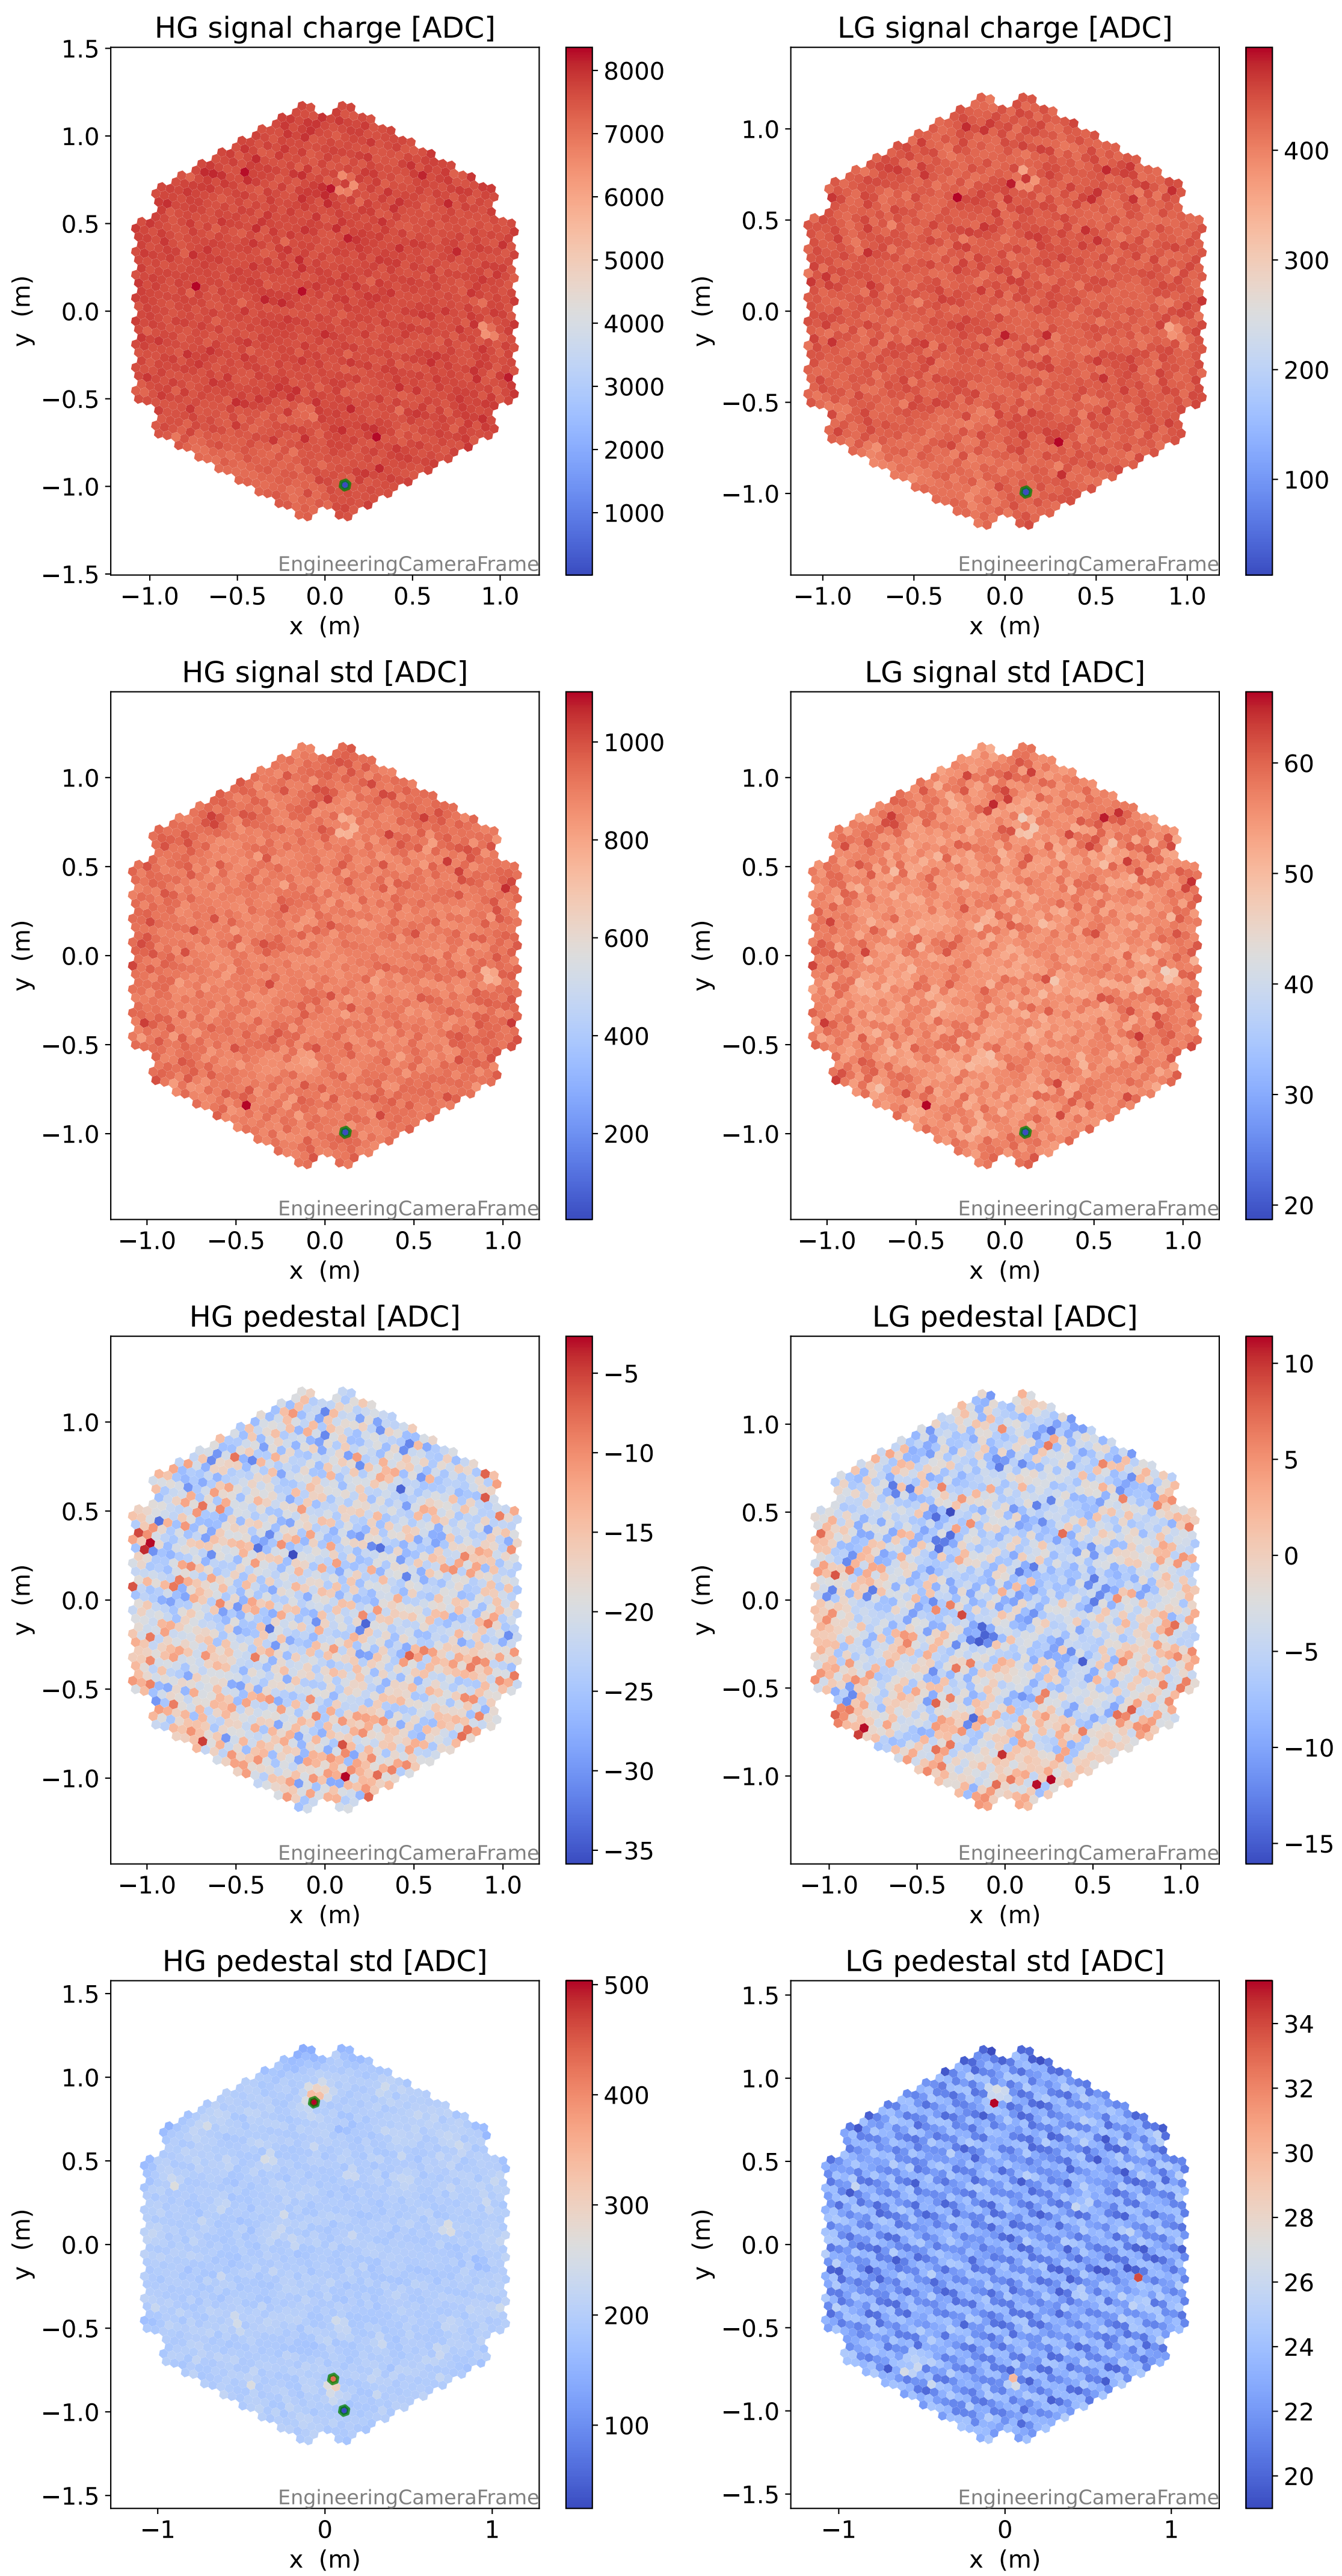 HG signal charge [ADC]
1.5
1.0
0.5
0.0
−0.5
−1.0
−1.5
y (m)
−1.0 −0.5 0.0 0.5 1.0
x (m)
EngineeringCameraFrame
8000
7000
6000
5000
4000
3000
2000
1000
LG signal charge [ADC]
1.0
0.5
0.0
−0.5
−1.0
y (m)
−1.0 −0.5 0.0 0.5 1.0
x (m)
EngineeringCameraFrame
400
300
200
100
HG signal std [ADC]
1.0
0.5
0.0
−0.5
−1.0
y (m)
−1.0 −0.5 0.0 0.5 1.0
x (m)
EngineeringCameraFrame
1000
800
600
400
200
LG signal std [ADC]
1.0
0.5
0.0
−0.5
−1.0
y (m)
−1.0 −0.5 0.0 0.5 1.0
x (m)
EngineeringCameraFrame
60
50
40
30
20
HG pedestal [ADC]
1.0
0.5
0.0
−0.5
−1.0
y (m)
−1.0 −0.5 0.0 0.5 1.0
x (m)
EngineeringCameraFrame
−5
−10
−15
−20
−25
−30
−35
LG pedestal [ADC]
1.0
0.5
0.0
−0.5
−1.0
y (m)
−1.0 −0.5 0.0 0.5 1.0
x (m)
EngineeringCameraFrame
10
5
0
−5
−10
−15
HG pedestal std [ADC]
1.5
1.0
0.5
0.0
−0.5
−1.0
−1.5
y (m)
−1 0 1
x (m)
EngineeringCameraFrame
500
400
300
200
100
LG pedestal std [ADC]
1.5
1.0
0.5
0.0
−0.5
−1.0
−1.5
y (m)
−1 0 1
x (m)
EngineeringCameraFrame
34
32
30
28
26
24
22
20